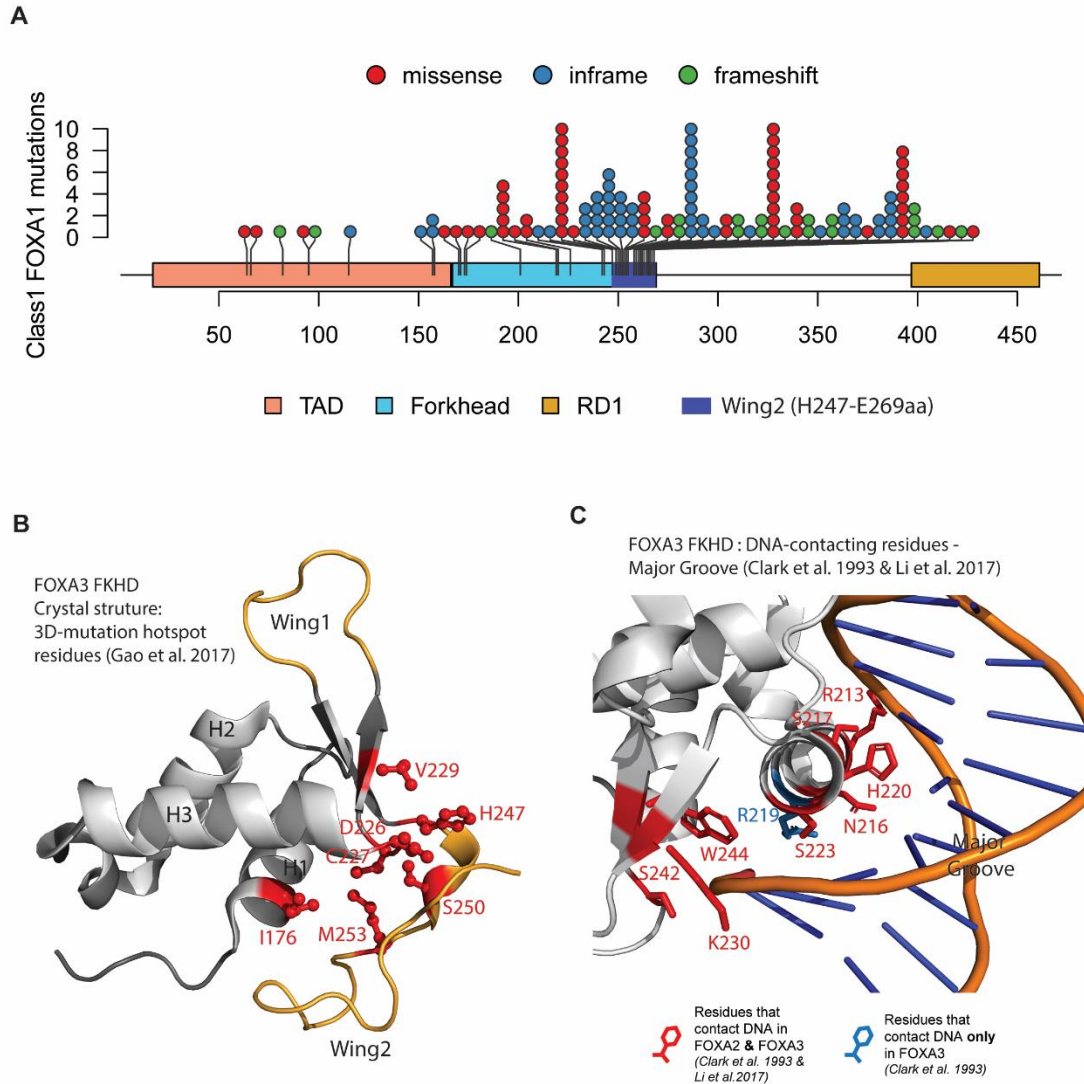 A
missense inframe frameshift
Class1 FOXA1 mutations
10
8
6
4
2
0
50 100 150 200 250 300 350 400 450
TAD Forkhead RD1 Wing2 (H247-E269aa)
B
FOXA3 FKHD
Crystal struture:
3D-mutation hotspot
residues (Gao et al. 2017)
Wing1
H2
H3
H1
V229
H247
D226
C227
S250
I176
M253
Wing2
C
FOXA3 FKHD : DNA-contacting residues -
Major Groove (Clark et al. 1993 & Li et al. 2017)
R213
S217
H220
R219
N216
S223
W244
S242
K230
Major
Groove
Residues that
contact DNA in
FOXA2 & FOXA3
(Clark et al. 1993 &
Li et al.2017)
Residues that
contact DNA only
in FOXA3
(Clark et al. 1993)